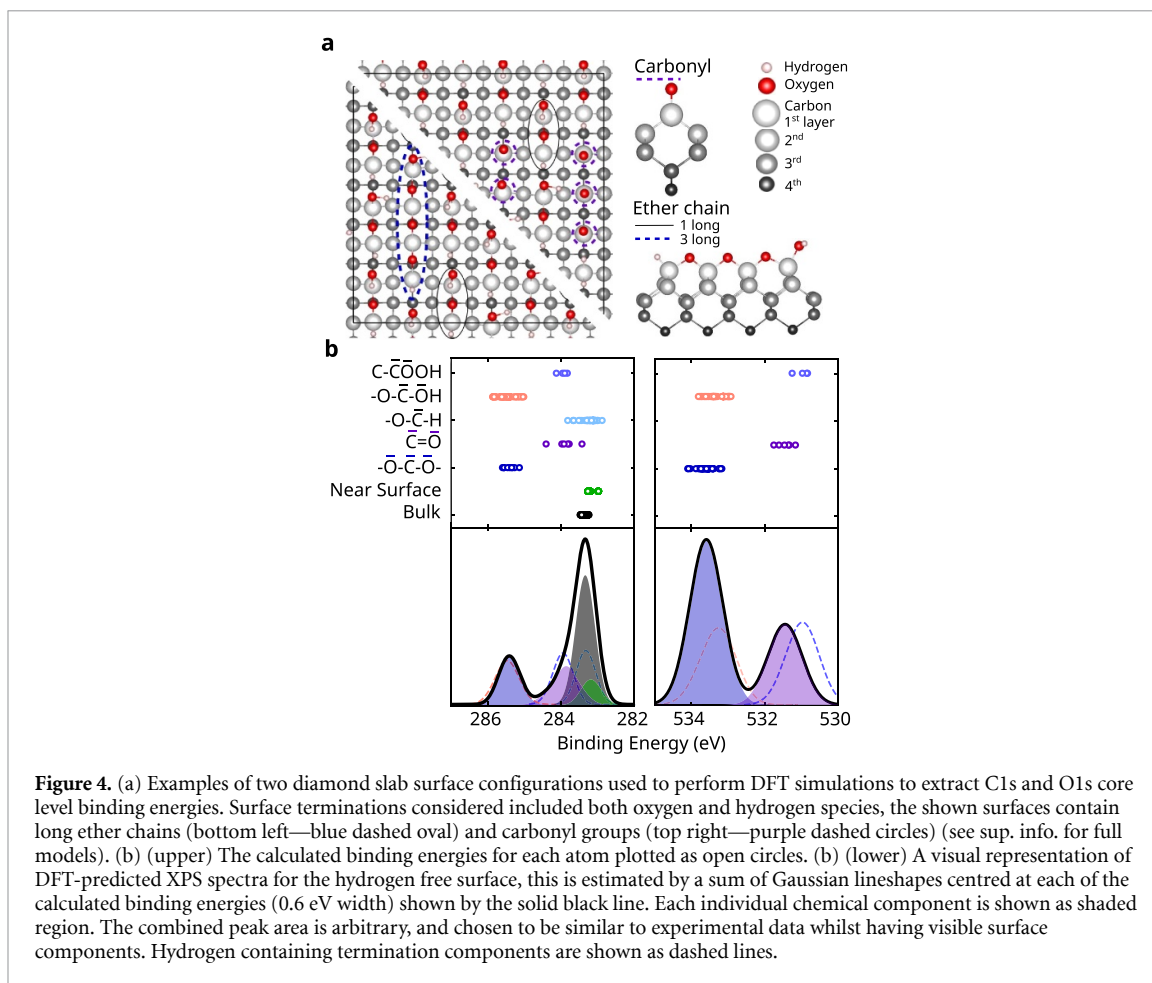 a
Carbonyl
Hydrogen
Oxygen
Carbon
1st layer
2nd
3rd
4th
Ether chain
1 long
3 long
b
C-C̅O̅OH
-O-C̅-O̅H
-O-C̅-H
C̅=O̅
-O̅-C̅-O̅-
Near Surface
Bulk
286 284 282 534 532 530
Binding Energy (eV)
Figure 4. (a) Examples of two diamond slab surface configurations used to perform DFT simulations to extract C1s and O1s core
level binding energies. Surface terminations considered included both oxygen and hydrogen species, the shown surfaces contain
long ether chains (bottom left—blue dashed oval) and carbonyl groups (top right—purple dashed circles) (see sup. info. for full
models). (b) (upper) The calculated binding energies for each atom plotted as open circles. (b) (lower) A visual representation of
DFT-predicted XPS spectra for the hydrogen free surface, this is estimated by a sum of Gaussian lineshapes centred at each of the
calculated binding energies (0.6 eV width) shown by the solid black line. Each individual chemical component is shown as shaded
region. The combined peak area is arbitrary, and chosen to be similar to experimental data whilst having visible surface
components. Hydrogen containing termination components are shown as dashed lines.